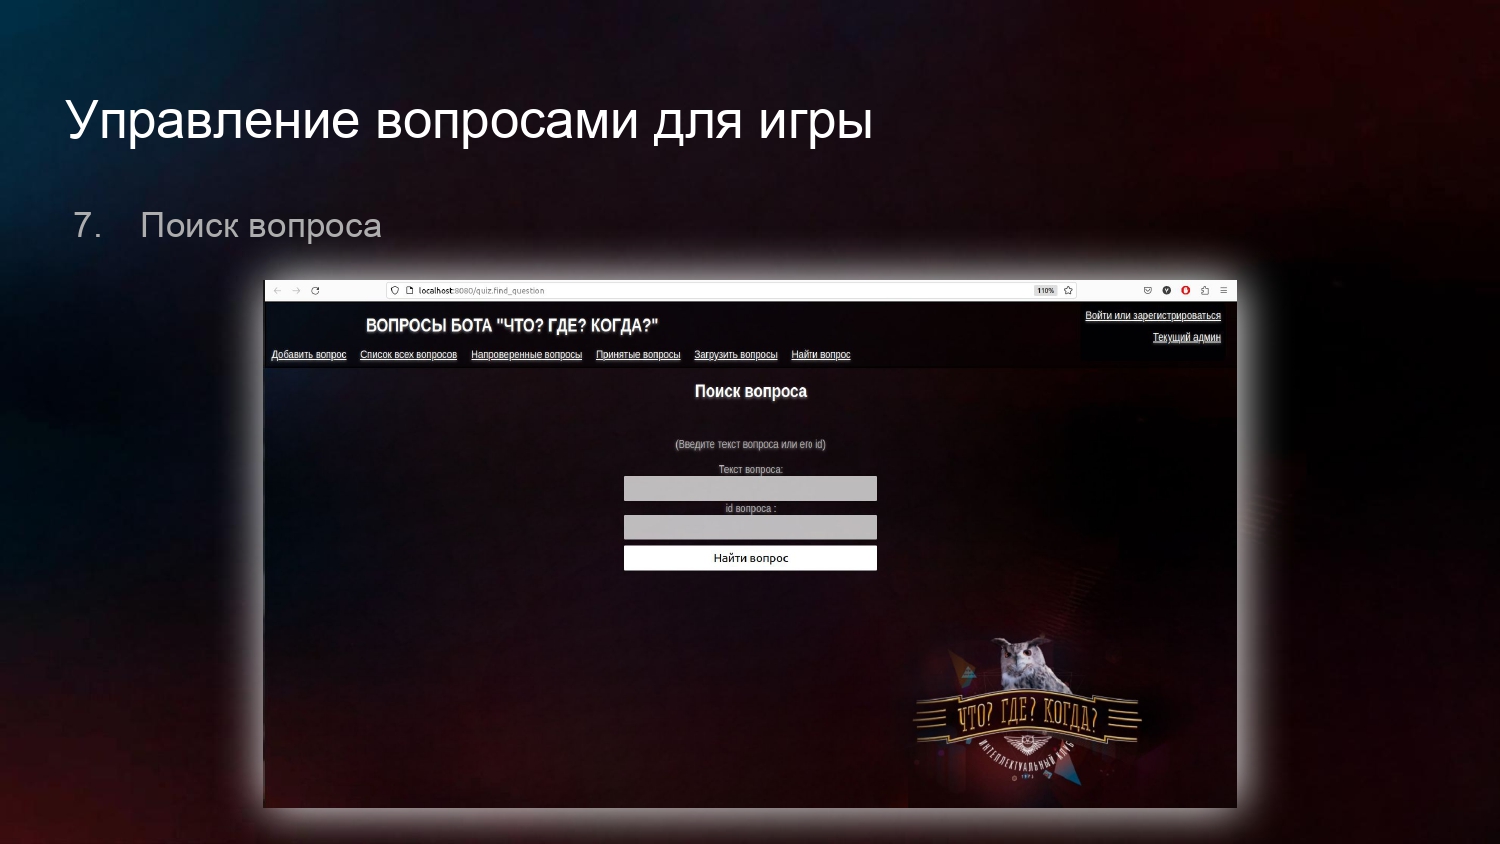 Управление вопросами для игры
7. Поиск вопроса
localhost:8080/quiz.find_question
110%
ВОПРОСЫ БОТА "ЧТО? ГДЕ? КОГДА?"
Войти или зарегистрироваться
Текущий админ
Добавить вопрос Список всех вопросов Напроверенные вопросы Принятые вопросы Загрузить вопросы Найти вопрос
Поиск вопроса
(Введите текст вопроса или его id)
Текст вопроса:
id вопроса :
Найти вопрос
ЧТО? ГДЕ? КОГДА?
ИНТЕЛЛЕКТУАЛЬНЫЙ КЛУБ